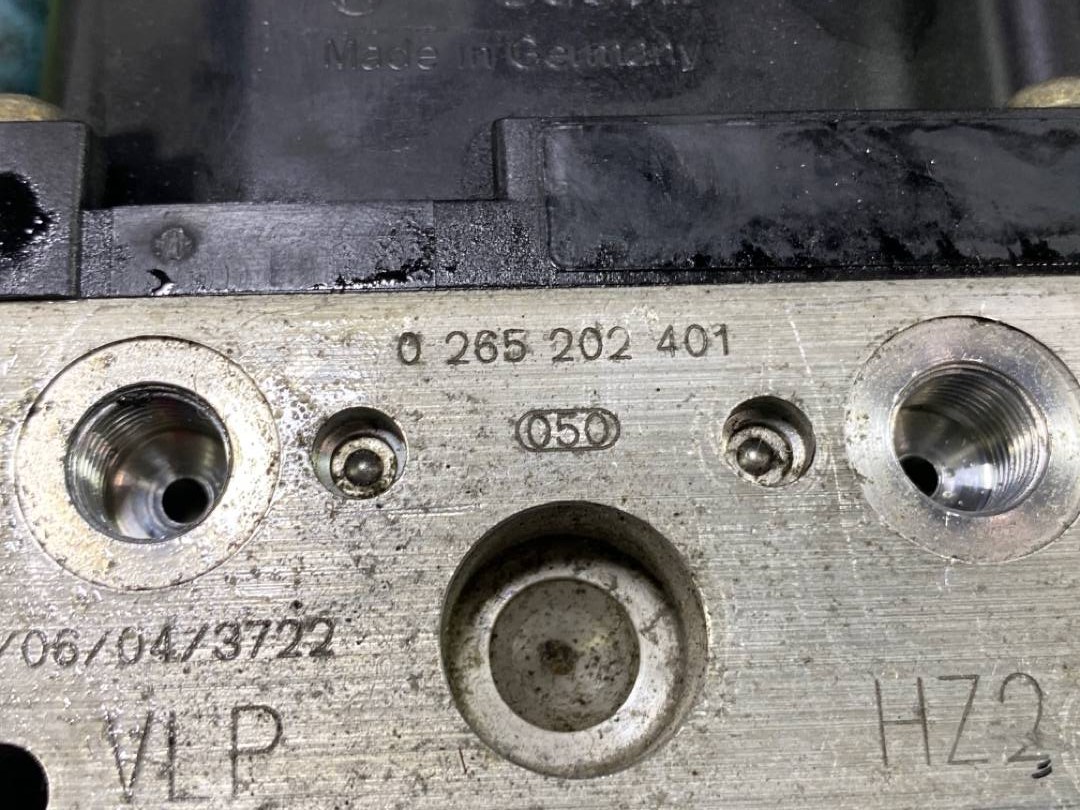 Made in Germany
0 265 202 401
050
/06/04/3722
VLP
HZ2